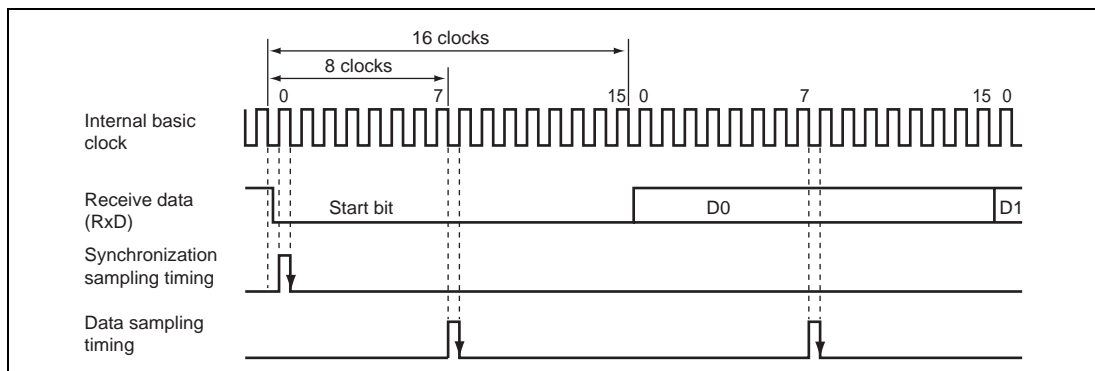 16 clocks
8 clocks
0 7 15 0 7 15 0
Internal basic
clock
Receive data
(RxD)
Start bit D0 D1
Synchronization
sampling timing
Data sampling
timing